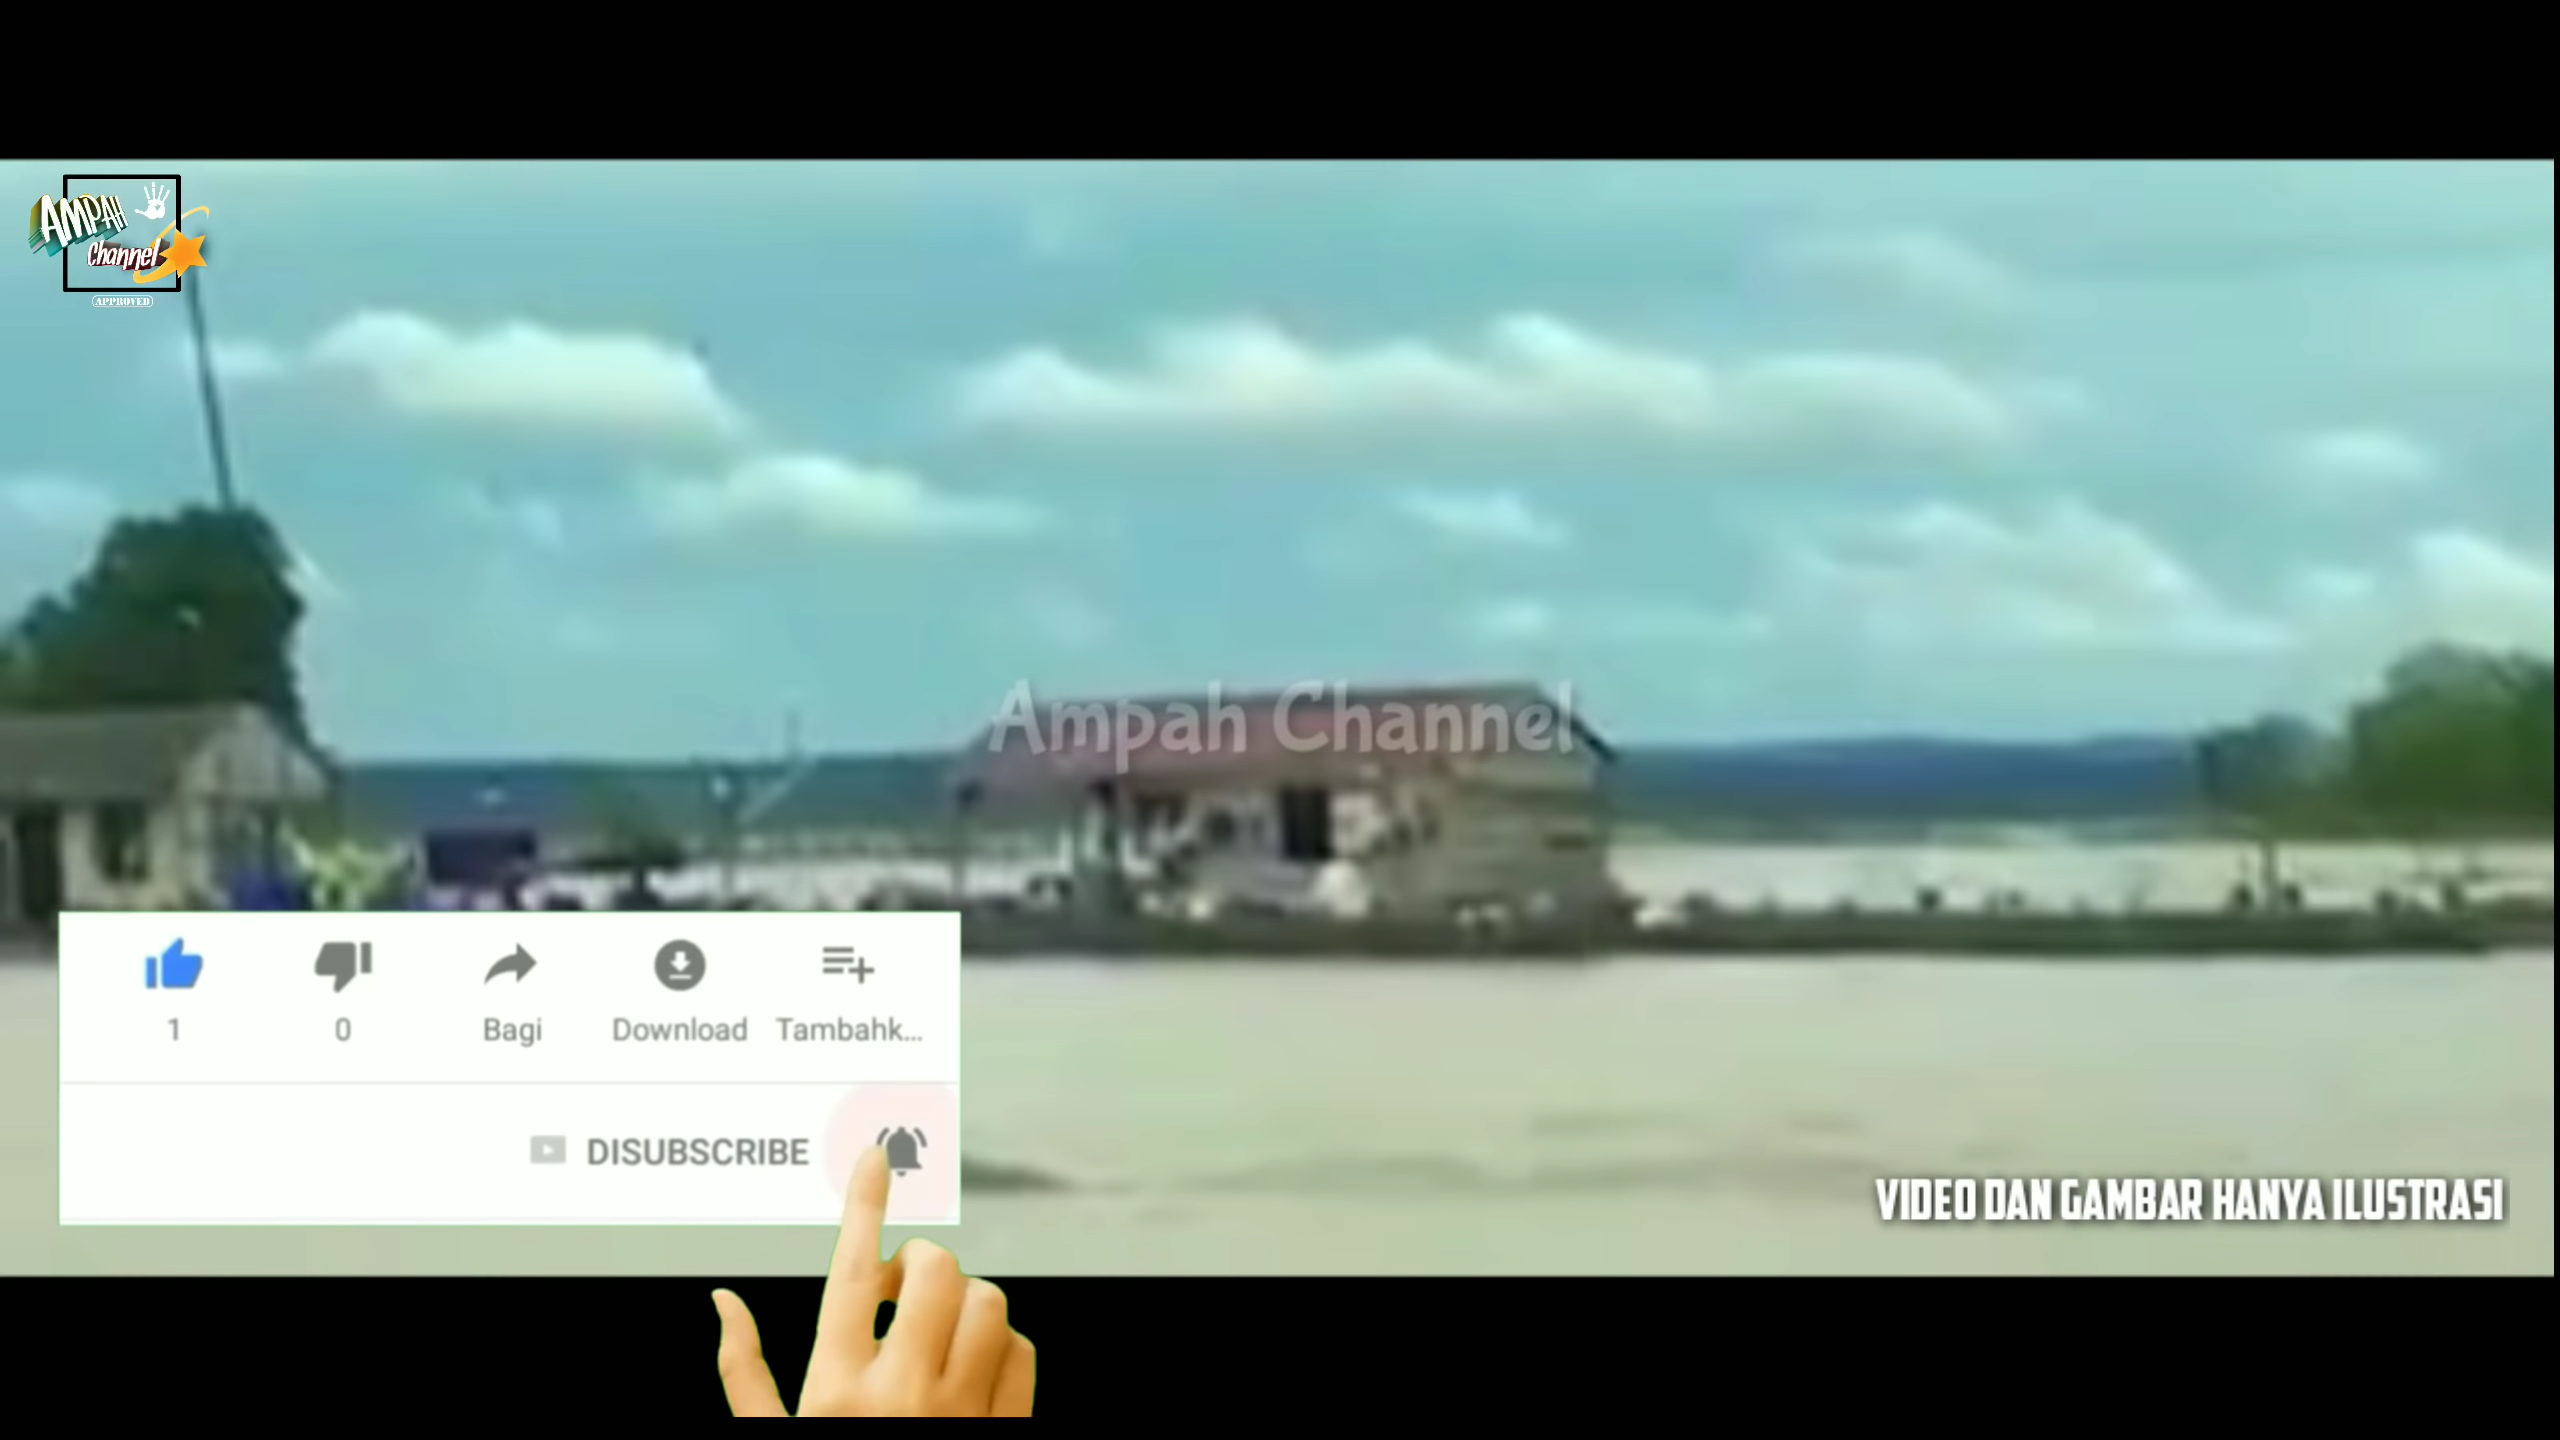 AMPAH
Channel
APPROVED
Ampah Channel
1
0
Bagi
Download
Tambahk...
DISUBSCRIBE
VIDEO DAN GAMBAR HANYA ILUSTRASI